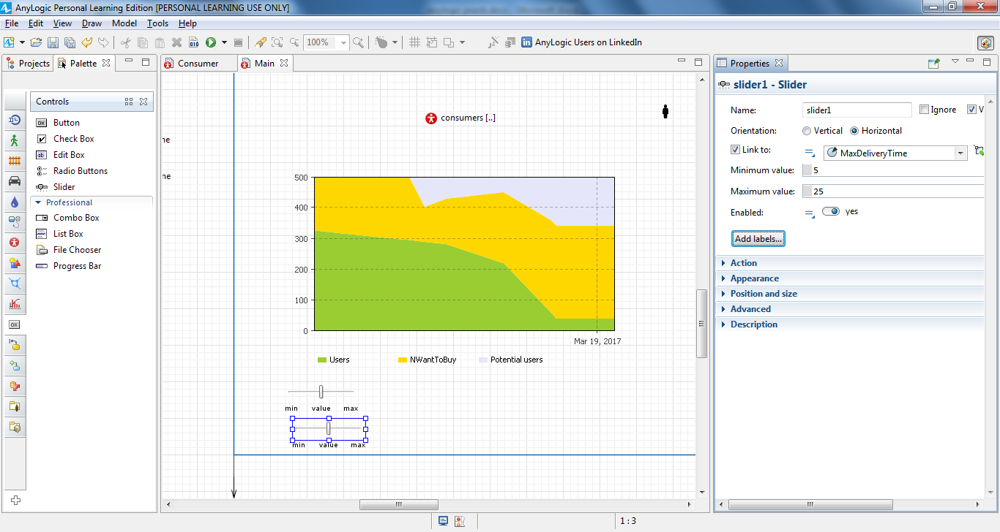 AnyLogic Personal Learning Edition [PERSONAL LEARNING USE ONLY]
File Edit View Draw Model Tools Help
100% AnyLogic Users on LinkedIn
Projects Palette
Controls
OK Button
Check Box
ab Edit Box
Radio Buttons
Slider
Professional
Combo Box
List Box
File Chooser
Progress Bar
OK
Consumer Main
consumers [..]
ne
ne
500
400
300
200
100
0
Mar 19, 2017
Users NWantToBuy Potential users
min value max
min value max
Properties
slider1 - Slider
Name: slider1 Ignore V
Orientation: Vertical Horizontal
Link to: MaxDeliveryTime
Minimum value: 5
Maximum value: 25
Enabled: yes
Add labels...
Action
Appearance
Position and size
Advanced
Description
1 : 3